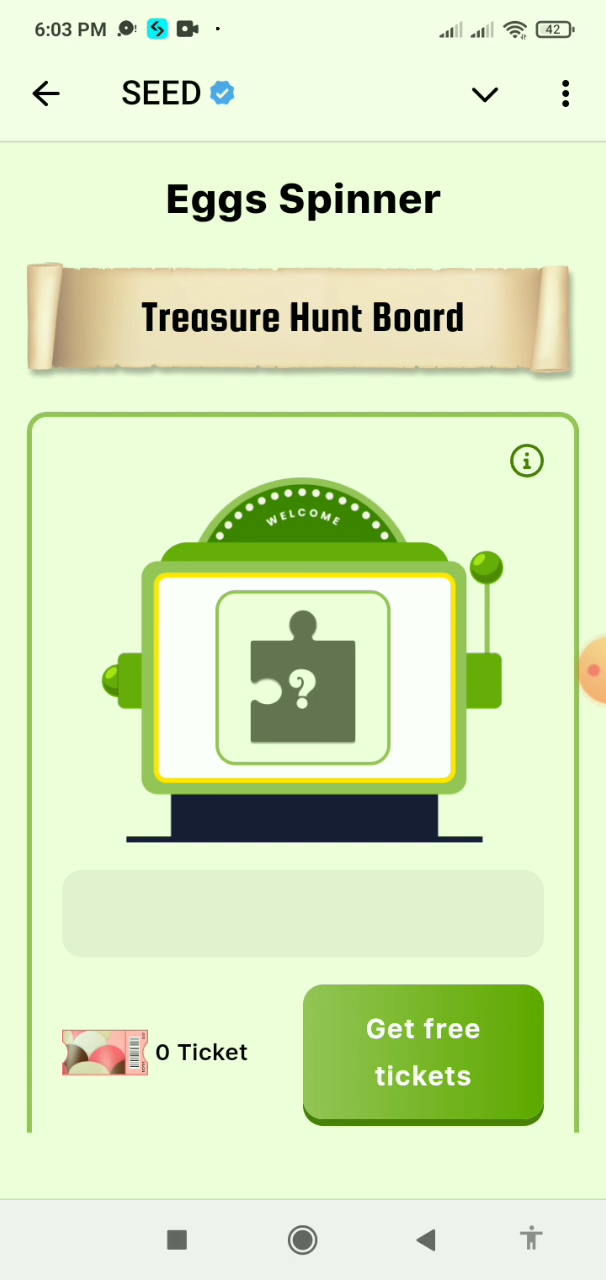 6:03 PM
42
SEED
Eggs Spinner
Treasure Hunt Board
WELCOME
?
0 Ticket
Get free
tickets